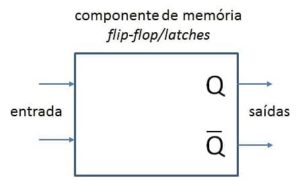 componente de memória
flip-flop/latches
entrada
Q
saídas
Q̅